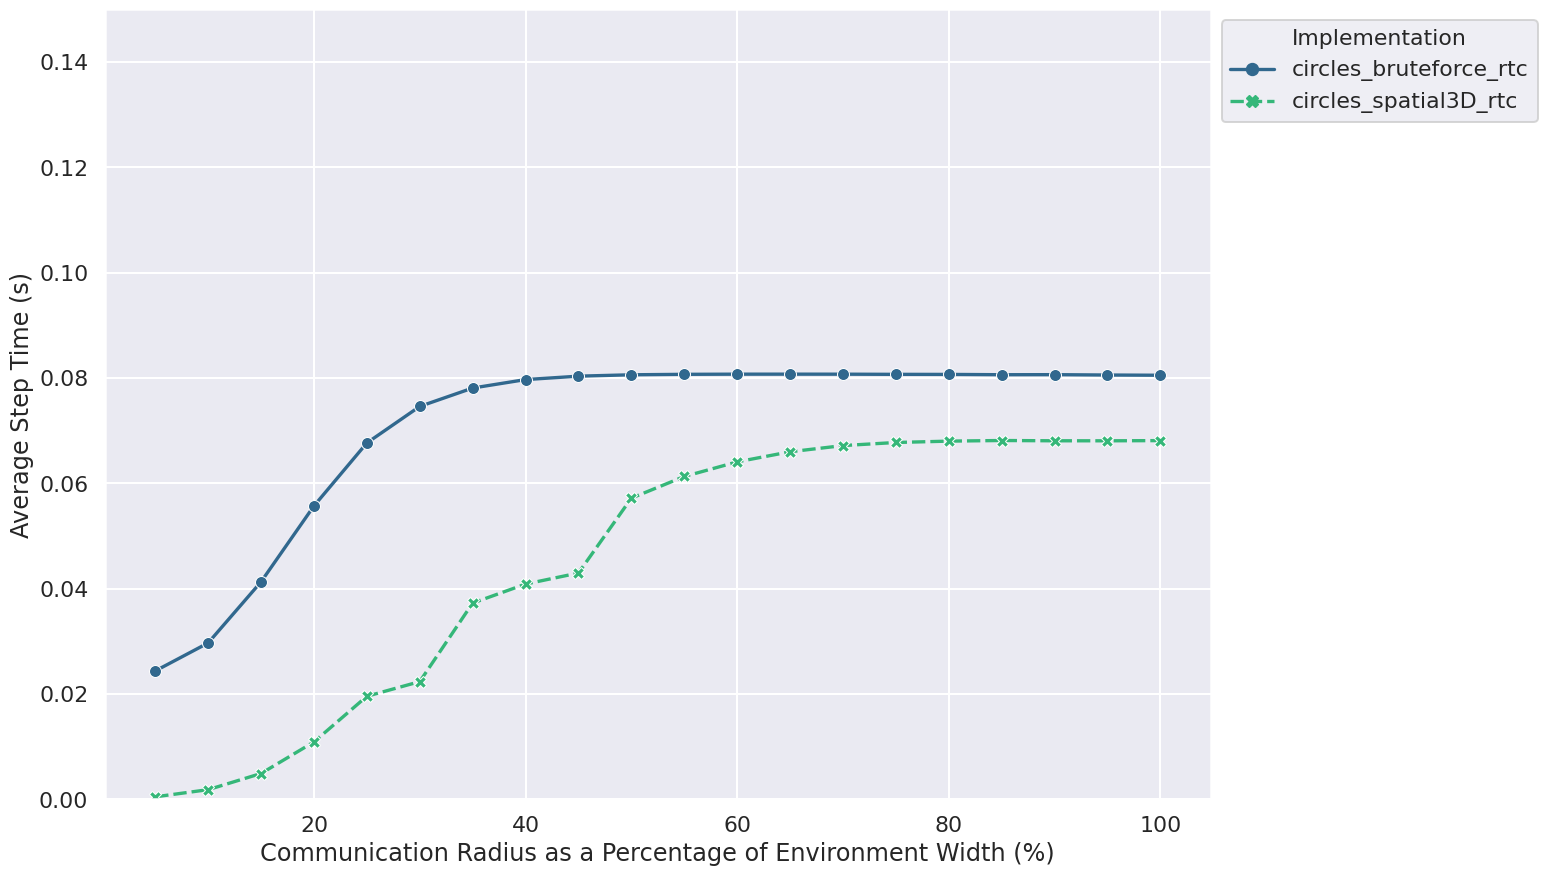 0.14
0.12
0.10
0.08
0.06
0.04
0.02
0.00
Average Step Time (s)
20 40 60 80 100
Communication Radius as a Percentage of Environment Width (%)
Implementation
circles_bruteforce_rtc
circles_spatial3D_rtc